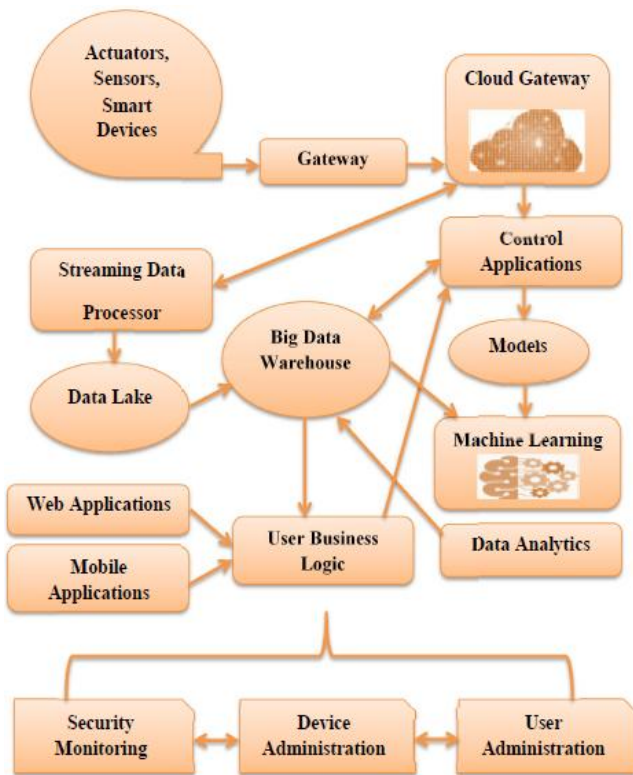 Actuators,
Sensors,
Smart
Devices
Cloud Gateway
Gateway
Control
Applications
Streaming Data
Processor
Big Data
Warehouse
Models
Data Lake
Machine Learning
Web Applications
User Business
Logic
Data Analytics
Mobile
Applications
Security
Monitoring
Device
Administration
User
Administration